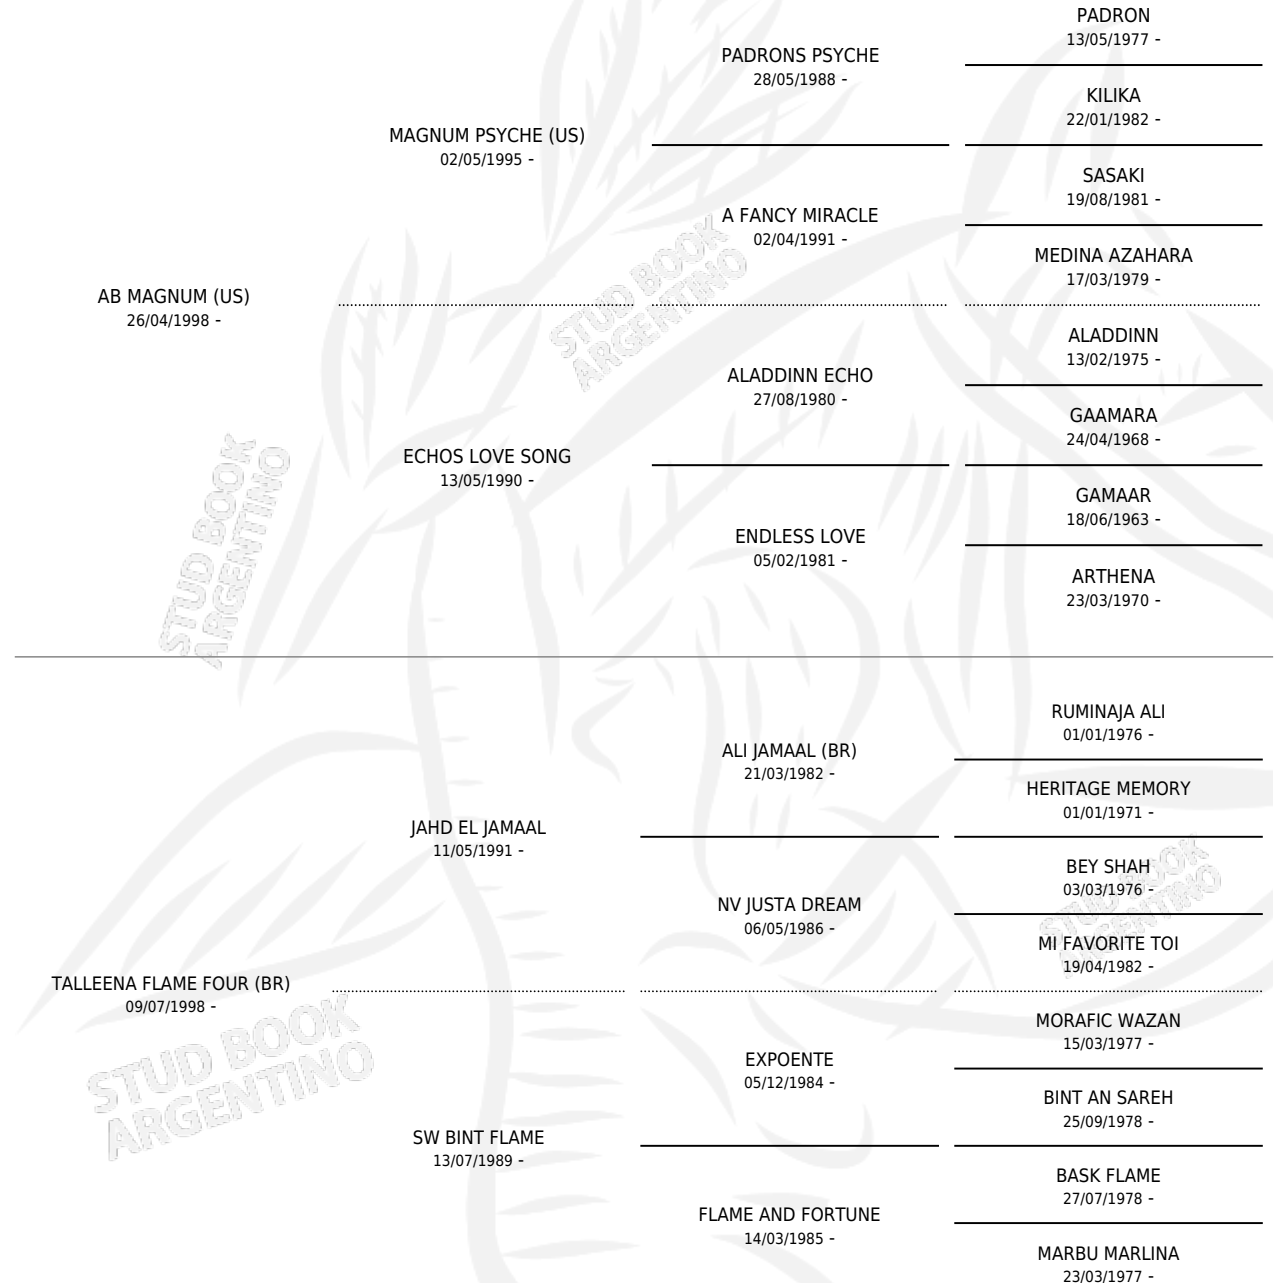 PADRON
13/05/1977 -
PADRONS PSYCHE
28/05/1988 -
KILIKA
22/01/1982 -
MAGNUM PSYCHE (US)
02/05/1995 -
SASAKI
19/08/1981 -
A FANCY MIRACLE
02/04/1991 -
MEDINA AZAHARA
17/03/1979 -
AB MAGNUM (US)
26/04/1998 -
STUD BOOK
ARGENTINO
ALADDINN
13/02/1975 -
ALADDINN ECHO
27/08/1980 -
GAAMARA
24/04/1968 -
ECHOS LOVE SONG
13/05/1990 -
GAMAAR
18/06/1963 -
ENDLESS LOVE
05/02/1981 -
ARTHENA
23/03/1970 -
STUD BOOK
ARGENTINO
RUMINAJA ALI
01/01/1976 -
ALI JAMAAL (BR)
21/03/1982 -
HERITAGE MEMORY
01/01/1971 -
JAHD EL JAMAAL
11/05/1991 -
BEY SHAH
03/03/1976 -
STUD BOOK
ARGENTINO
NV JUSTA DREAM
06/05/1986 -
MI FAVORITE TOI
19/04/1982 -
TALLEENA FLAME FOUR (BR)
09/07/1998 -
MORAFIC WAZAN
15/03/1977 -
EXPOENTE
05/12/1984 -
BINT AN SAREH
25/09/1978 -
STUD BOOK
ARGENTINO
SW BINT FLAME
13/07/1989 -
BASK FLAME
27/07/1978 -
FLAME AND FORTUNE
14/03/1985 -
MARBU MARLINA
23/03/1977 -